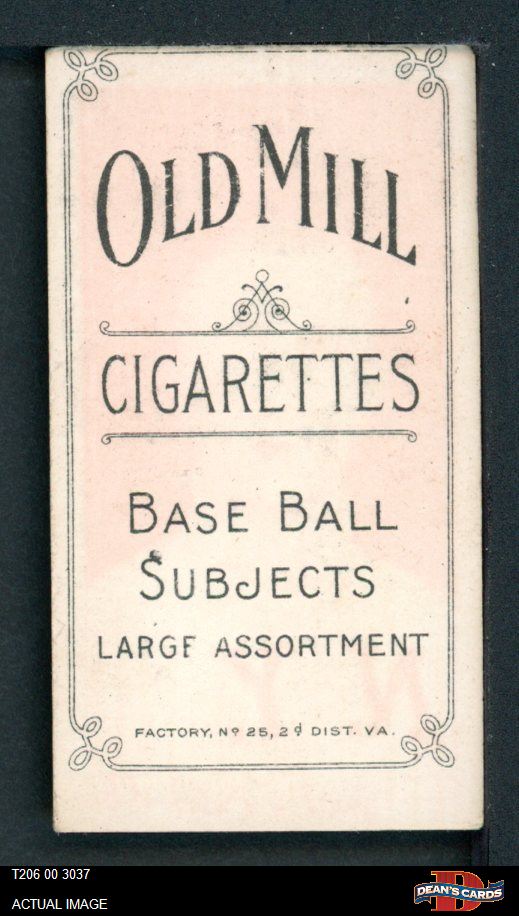 OLD MILL
CIGARETTES
BASE BALL
SUBJECTS
LARGE ASSORTMENT
FACTORY, Nº 25, 2ᵈ DIST. VA.
T206 00 3037
ACTUAL IMAGE
D
DEAN'S CARDS